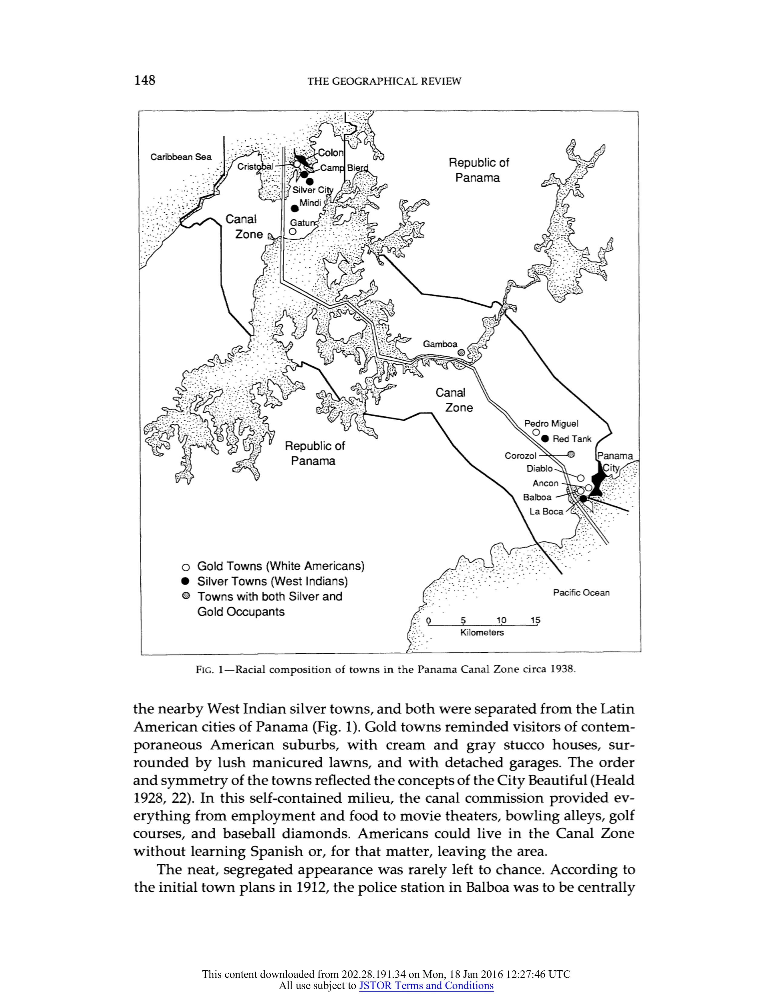 148
THE GEOGRAPHICAL REVIEW
Caribbean Sea
Colon
Cristobal
Camp Bierd
Republic of
Panama
Silver City
Mindi
Canal
Zone
Gatun
Gamboa
Canal
Zone
Pedro Miguel
Red Tank
Republic of
Panama
Corozol
Panama
City
Diablo
Ancon
Balboa
La Boca
Gold Towns (White Americans)
Silver Towns (West Indians)
Towns with both Silver and
Gold Occupants
Pacific Ocean
0 5 10 15
Kilometers
FIG. 1—Racial composition of towns in the Panama Canal Zone circa 1938.
the nearby West Indian silver towns, and both were separated from the Latin
American cities of Panama (Fig. 1). Gold towns reminded visitors of contem-
poraneous American suburbs, with cream and gray stucco houses, sur-
rounded by lush manicured lawns, and with detached garages. The order
and symmetry of the towns reflected the concepts of the City Beautiful (Heald
1928, 22). In this self-contained milieu, the canal commission provided ev-
erything from employment and food to movie theaters, bowling alleys, golf
courses, and baseball diamonds. Americans could live in the Canal Zone
without learning Spanish or, for that matter, leaving the area.
The neat, segregated appearance was rarely left to chance. According to
the initial town plans in 1912, the police station in Balboa was to be centrally
This content downloaded from 202.28.191.34 on Mon, 18 Jan 2016 12:27:46 UTC
All use subject to JSTOR Terms and Conditions